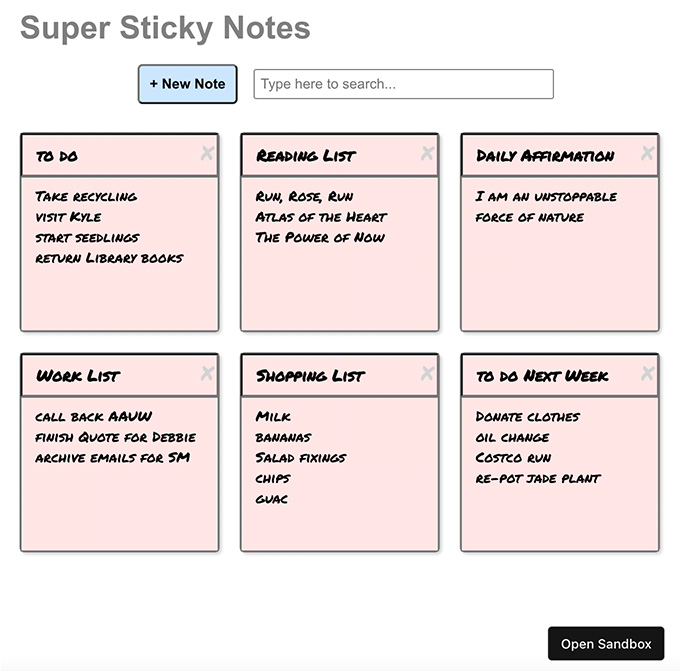 Super Sticky Notes
+ New Note
Type here to search...
to do
Take recycling
visit Kyle
start seedlings
return Library books
Reading List
Run, Rose, Run
Atlas of the Heart
The Power of Now
Daily Affirmation
I am an unstoppable
force of nature
Work List
call back AAUW
finish Quote for Debbie
archive emails for SM
Shopping List
Milk
bananas
Salad fixings
chips
guac
to do Next Week
Donate clothes
oil change
Costco run
re-pot jade plant
Open Sandbox